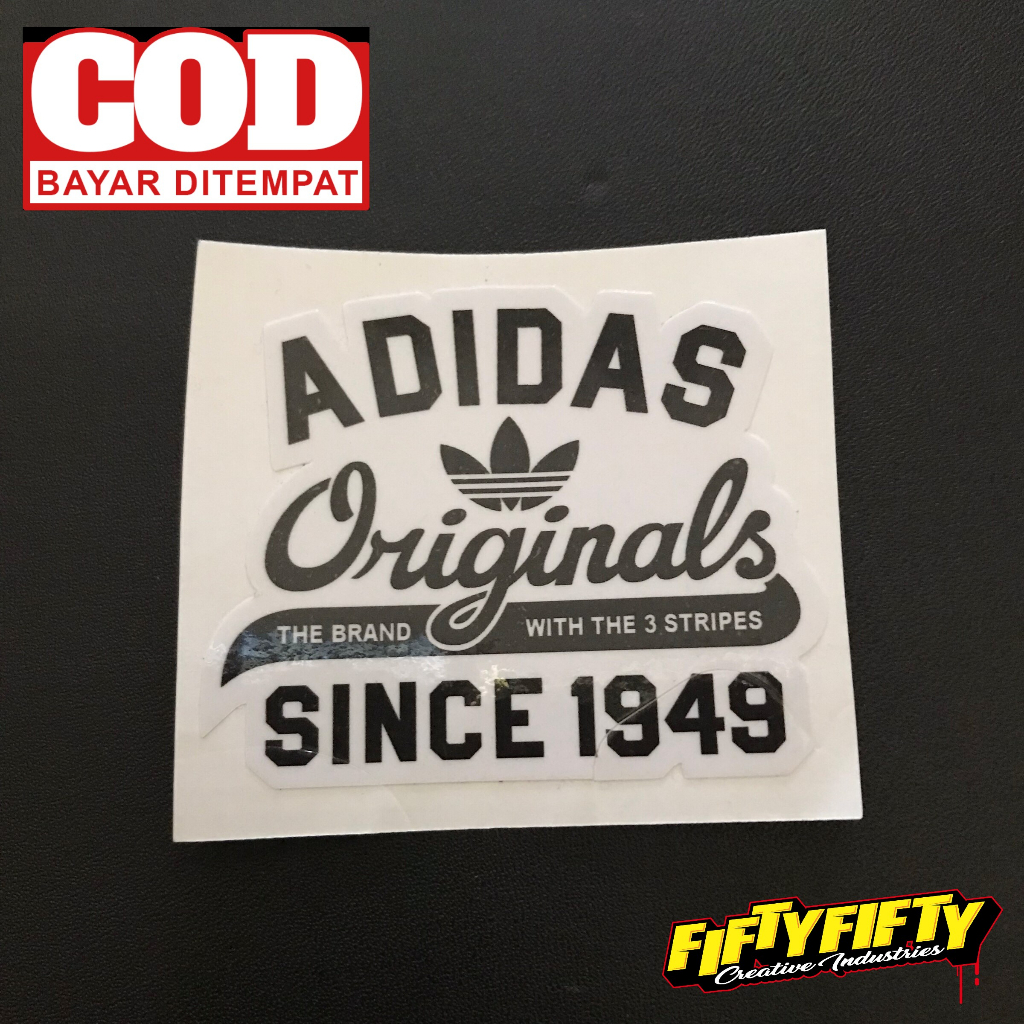 COD
BAYAR DITEMPAT
ADIDAS
Originals
THE BRAND WITH THE 3 STRIPES
SINCE 1949
FIFTYFIFTY
Creative Industries